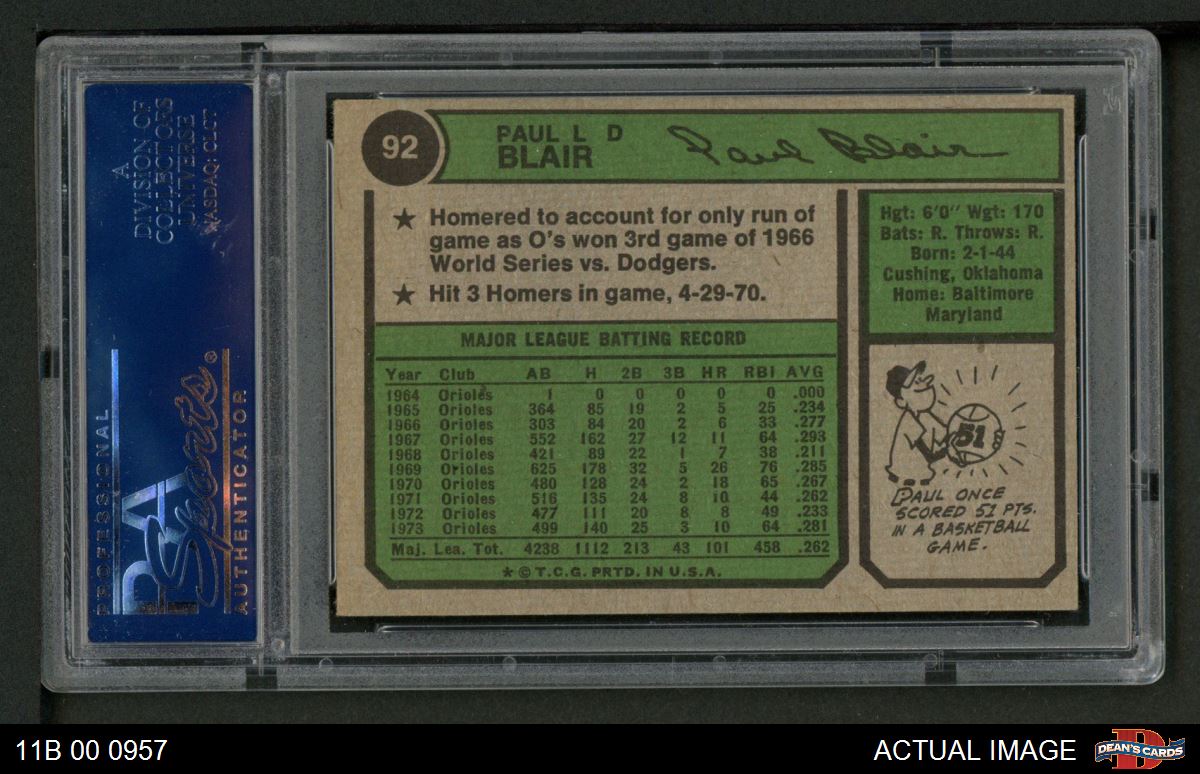 A
DIVISION OF
COLLECTORS
UNIVERSE
NASDAQ: CLCT
PROFESSIONAL
PSA
Sports®
AUTHENTICATOR
92
PAUL L D
BLAIR
Paul Blair
★ Homered to account for only run of
game as O's won 3rd game of 1966
World Series vs. Dodgers.
★ Hit 3 Homers in game, 4-29-70.
MAJOR LEAGUE BATTING RECORD
Year Club AB H 2B 3B HR RBI AVG
1964 Orioles 1 0 0 0 0 0 .000
1965 Orioles 364 85 19 2 5 25 .234
1966 Orioles 303 84 20 2 6 33 .277
1967 Orioles 552 162 27 12 11 64 .293
1968 Orioles 421 89 22 1 7 38 .211
1969 Orioles 625 178 32 5 26 76 .285
1970 Orioles 480 128 24 2 18 65 .267
1971 Orioles 516 135 24 8 10 44 .262
1972 Orioles 477 111 20 8 8 49 .233
1973 Orioles 499 140 25 3 10 64 .281
Maj. Lea. Tot. 4238 1112 213 43 101 458 .262
★ © T.C.G. PRTD. IN U.S.A.
Hgt: 6'0" Wgt: 170
Bats: R. Throws: R.
Born: 2-1-44
Cushing, Oklahoma
Home: Baltimore
Maryland
51
PAUL ONCE
SCORED 51 PTS.
IN A BASKETBALL
GAME.
11B 00 0957
ACTUAL IMAGE
DEAN'S CARDS